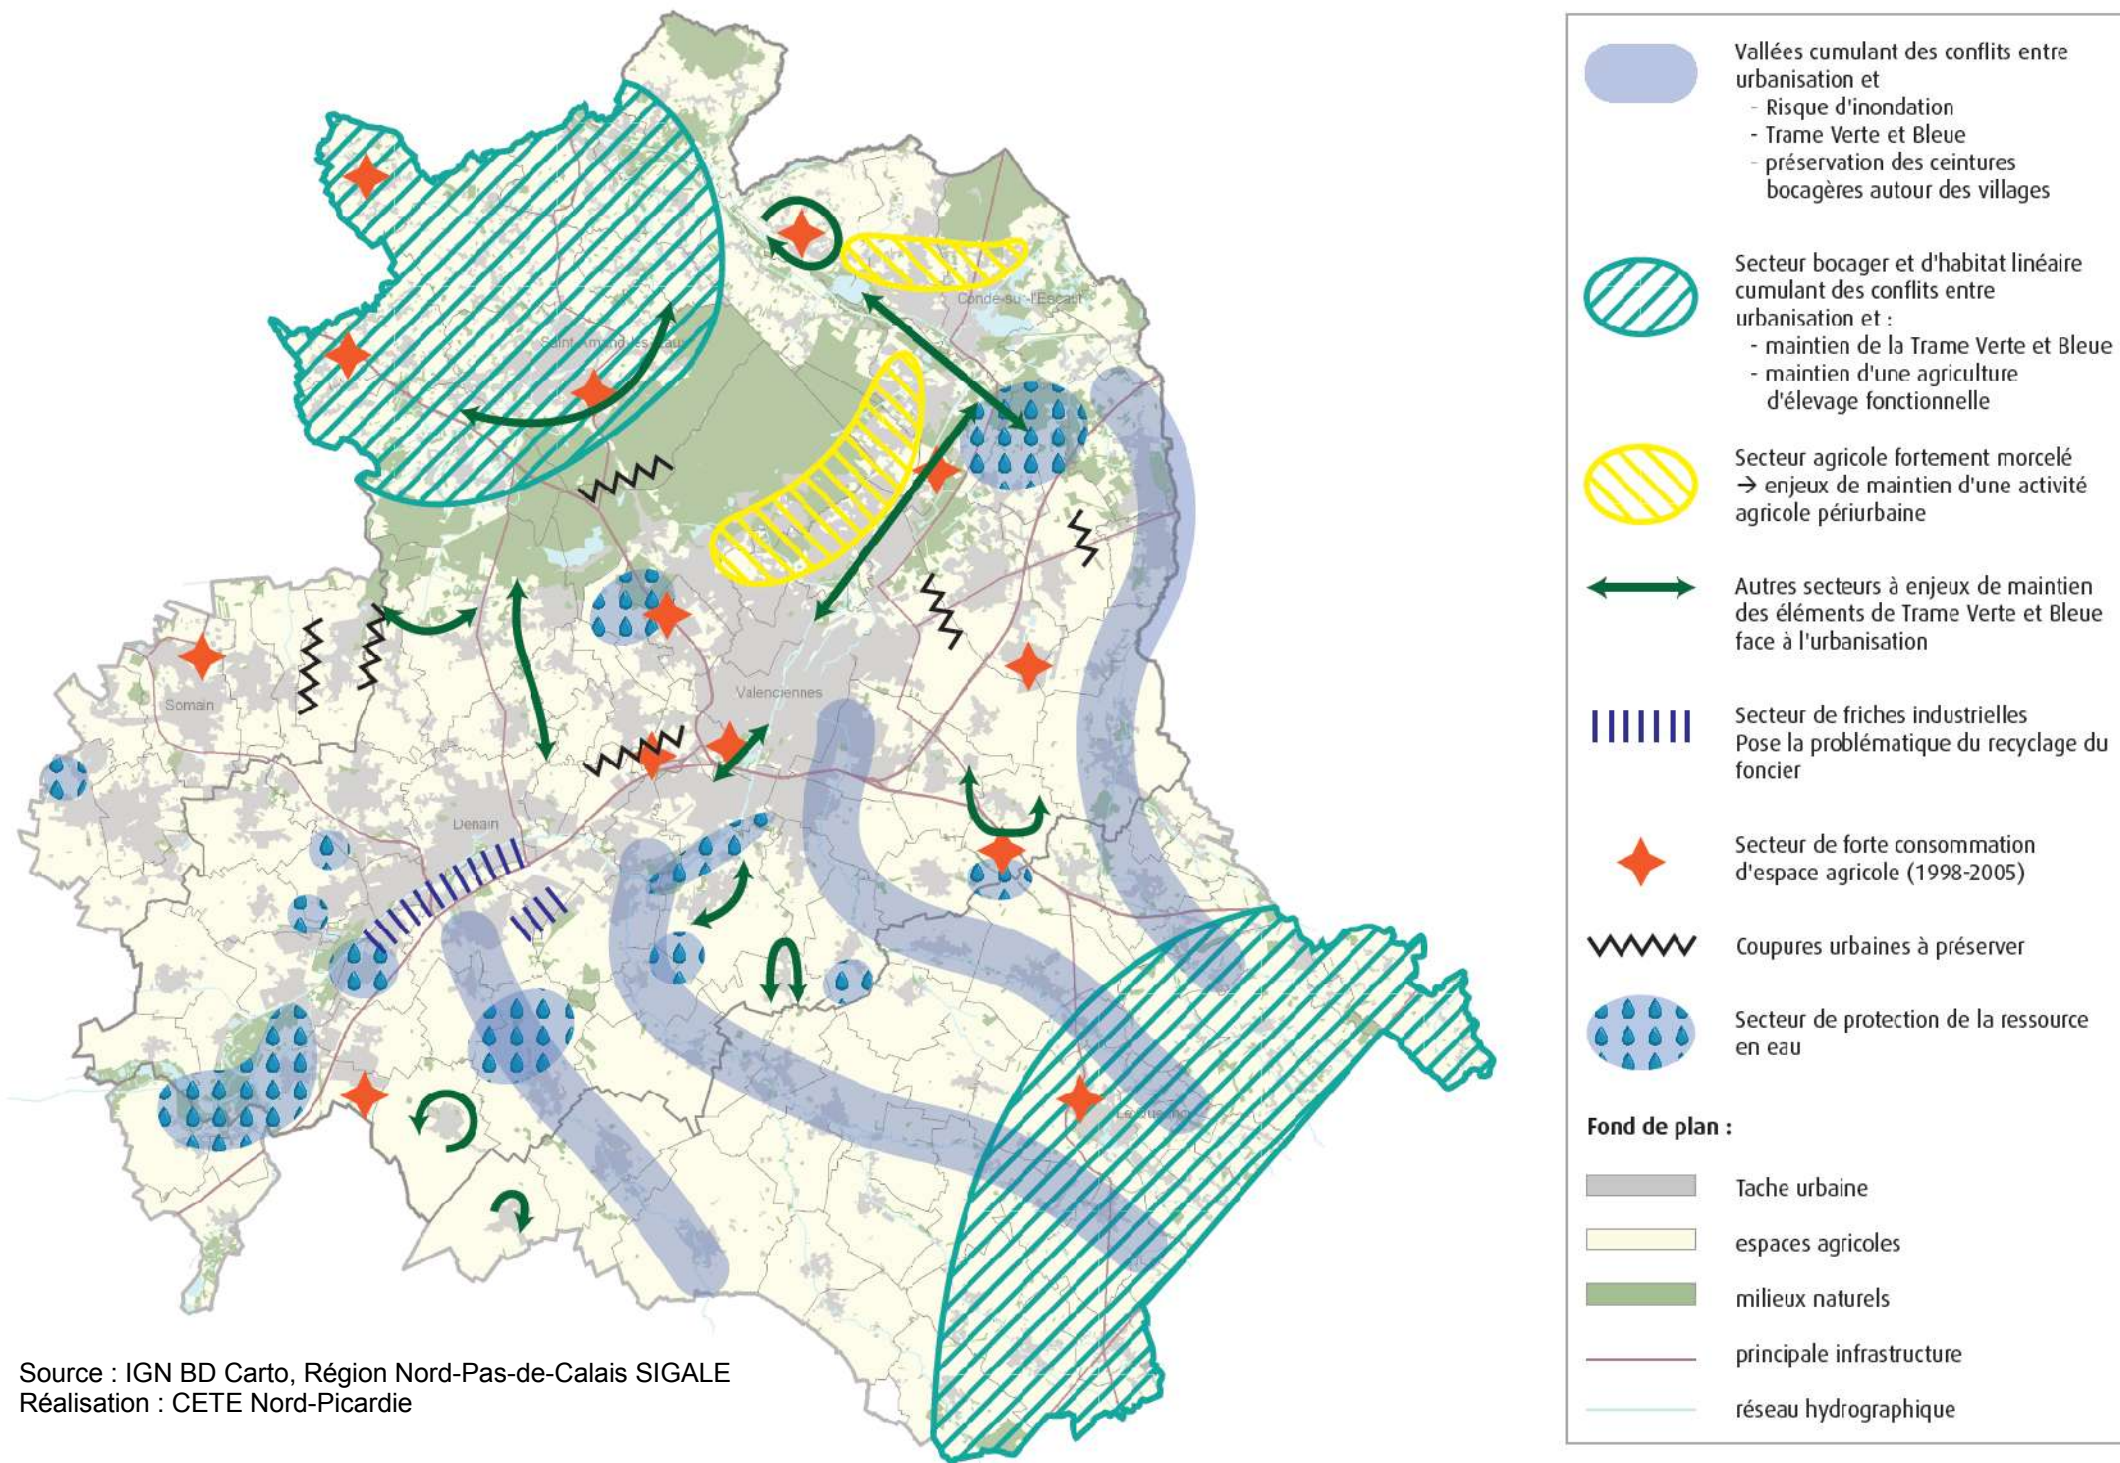 Saint-Amand-les-Eaux
Condé-sur-l'Escaut
Somain
Valenciennes
Denain
Source : IGN BD Carto, Région Nord-Pas-de-Calais SIGALE
Réalisation : CETE Nord-Picardie
Vallées cumulant des conflits entre
urbanisation et
- Risque d'inondation
- Trame Verte et Bleue
- préservation des ceintures
bocagères autour des villages
Secteur bocager et d'habitat linéaire
cumulant des conflits entre
urbanisation et :
- maintien de la Trame Verte et Bleue
- maintien d'une agriculture
d'élevage fonctionnelle
Secteur agricole fortement morcelé
→ enjeux de maintien d'une activité
agricole périurbaine
Autres secteurs à enjeux de maintien
des éléments de Trame Verte et Bleue
face à l'urbanisation
Secteur de friches industrielles
Pose la problématique du recyclage du
foncier
Secteur de forte consommation
d'espace agricole (1998-2005)
Coupures urbaines à préserver
Secteur de protection de la ressource
en eau
Fond de plan :
Tache urbaine
espaces agricoles
milieux naturels
principale infrastructure
réseau hydrographique